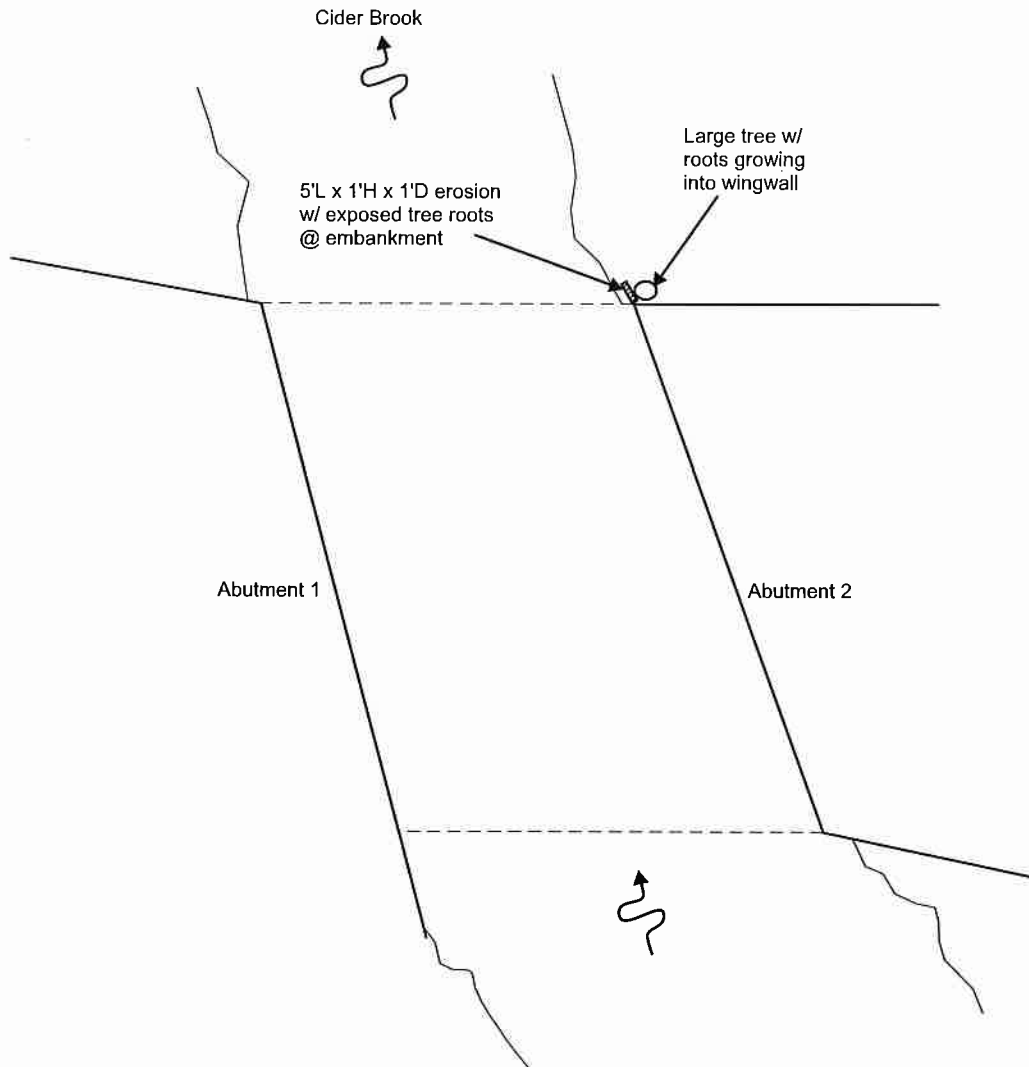 Cider Brook
Large tree w/
roots growing
into wingwall
5'L x 1'H x 1'D erosion
w/ exposed tree roots
@ embankment
Abutment 1
Abutment 2